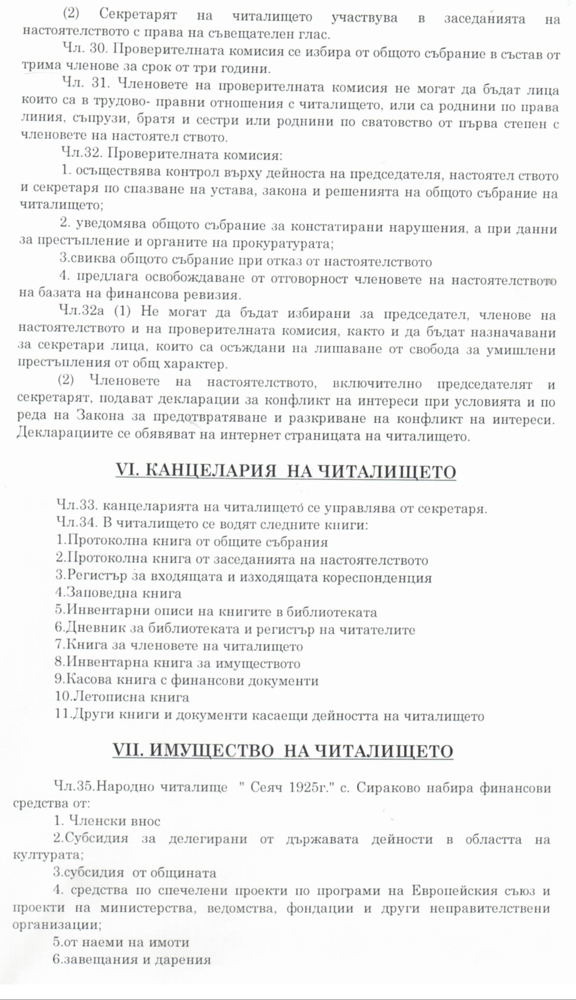 (2) Секретарят на читалището участвува в заседанията на
настоятелството с права на съвещателен глас.
Чл. 30. Проверителната комисия се избира от общото събрание в състав от
трима членове за срок от три години.
Чл. 31. Членовете на проверителната комисия не могат да бъдат лица
които са в трудово- правни отношения с читалището, или са роднини по права
линия, съпрузи, братя и сестри или роднини по сватовство от първа степен с
членовете на настоятел ството.
Чл.32. Проверителната комисия:
1. осъществява контрол върху дейноста на председателя, настоятел ството
и секретаря по спазване на устава, закона и решенията на общото събрание на
читалището;
2. уведомява общото събрание за констатирани нарушения, а при данни
за престъпление и органите на прокуратурата;
3.свиква общото събрание при отказ от настоятелството
4. предлага освобождаване от отговорност членовете на настоятелството
на базата на финансова ревизия.
Чл.32а (1) Не могат да бъдат избирани за председател, членове на
настоятелството и на проверителната комисия, както и да бъдат назначавани
за секретари лица, които са осъждани на лишаване от свобода за умишлени
престъпления от общ характер.
(2) Членовете на настоятелството, включително председателят и
секретарят, подават декларации за конфликт на интереси при условията и по
реда на Закона за предотвратяване и разкриване на конфликт на интереси.
Декларациите се обявяват на интернет страницата на читалището.
VI. КАНЦЕЛАРИЯ НА ЧИТАЛИЩЕТО
Чл.33. канцеларията на читалището се управлява от секретаря.
Чл.34. В читалището се водят следните книги:
1.Протоколна книга от общите събрания
2.Протоколна книга от заседанията на настоятелството
3.Регистър за входящата и изходящата кореспонденция
4.Заповедна книга
5.Инвентарни описи на книгите в библиотеката
6.Дневник за библиотеката и регистър на читателите
7.Книга за членовете на читалището
8.Инвентарна книга за имуществото
9.Касова книга с финансови документи
10.Летописна книга
11.Други книги и документи касаещи дейността на читалището
VII. ИМУЩЕСТВО НА ЧИТАЛИЩЕТО
Чл.35.Народно читалище " Сеяч 1925г." с. Сираково набира финансови
средства от:
1. Членски внос
2.Субсидия за делегирани от държавата дейности в областта на
културата;
3.субсидия от общината
4. средства по спечелени проекти по програми на Европейския съюз и
проекти на министерства, ведомства, фондации и други неправителствени
организации;
5.от наеми на имоти
6.завещания и дарения